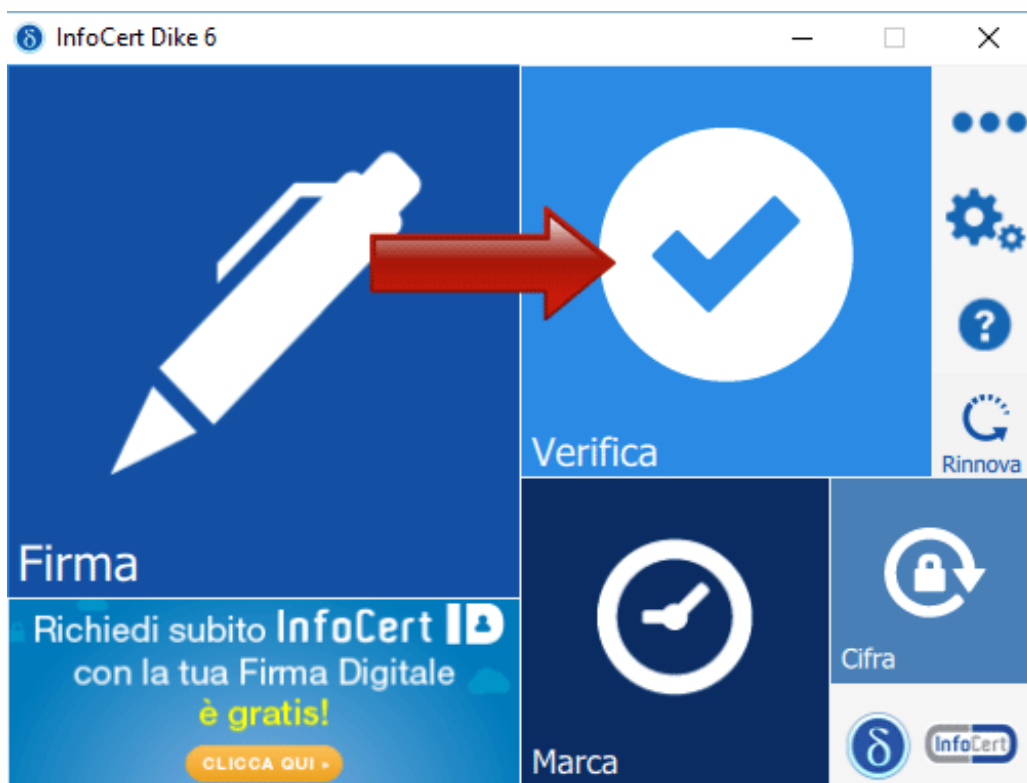 InfoCert Dike 6
Firma
Verifica
Rinnova
Richiedi subito InfoCert ID
con la tua Firma Digitale
è gratis!
CLICCA QUI ▸
Marca
Cifra
δ InfoCert